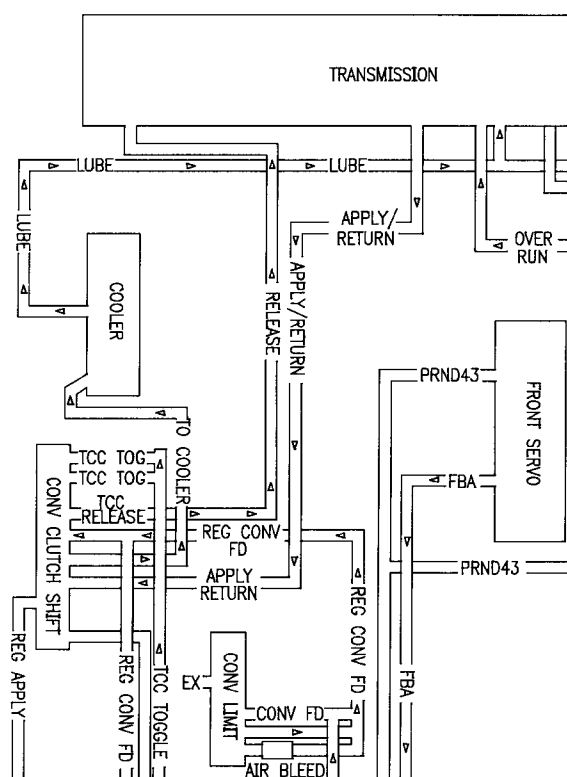 TRANSMISSION
LUBE
LUBE
APPLY/
RETURN
OVER
RUN
LUBE
COOLER
RELEASE
APPLY/RETURN
PRND43
FRONT SERVO
TO COOLER
TCC TOG
TCC TOG
TCC
RELEASE
FBA
CONV CLUTCH SHIFT
REG CONV
FD
APPLY
RETURN
PRND43
REG APPLY
REG CONV FD
TCC TOGGLE
EX
CONV LIMIT
CONV FD
REG CONV FD
FBA
AIR BLEED